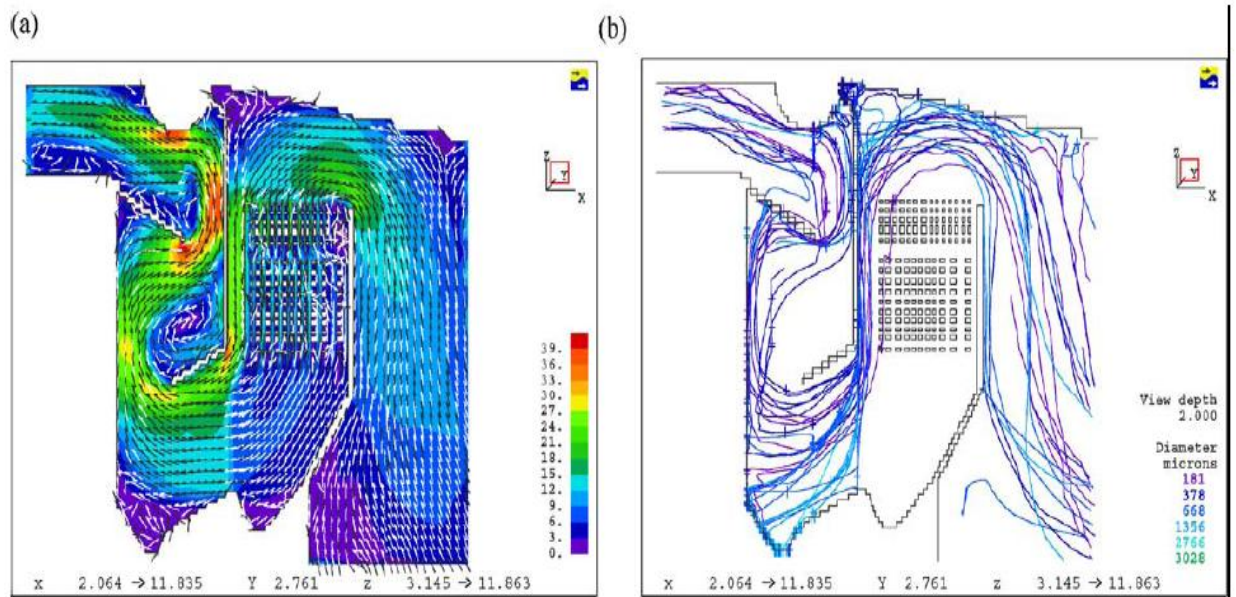 (a)
(b)
Z
Y
X
39.
36.
33.
30.
27.
24.
21.
18.
15.
12.
9.
6.
3.
0.
x 2.064 → 11.835 Y 2.761 z 3.145 → 11.863
Z
Y
X
View depth
2.000
Diameter
microns
181
378
668
1356
2766
3028
x 2.064 → 11.835 Y 2.761 z 3.145 → 11.863